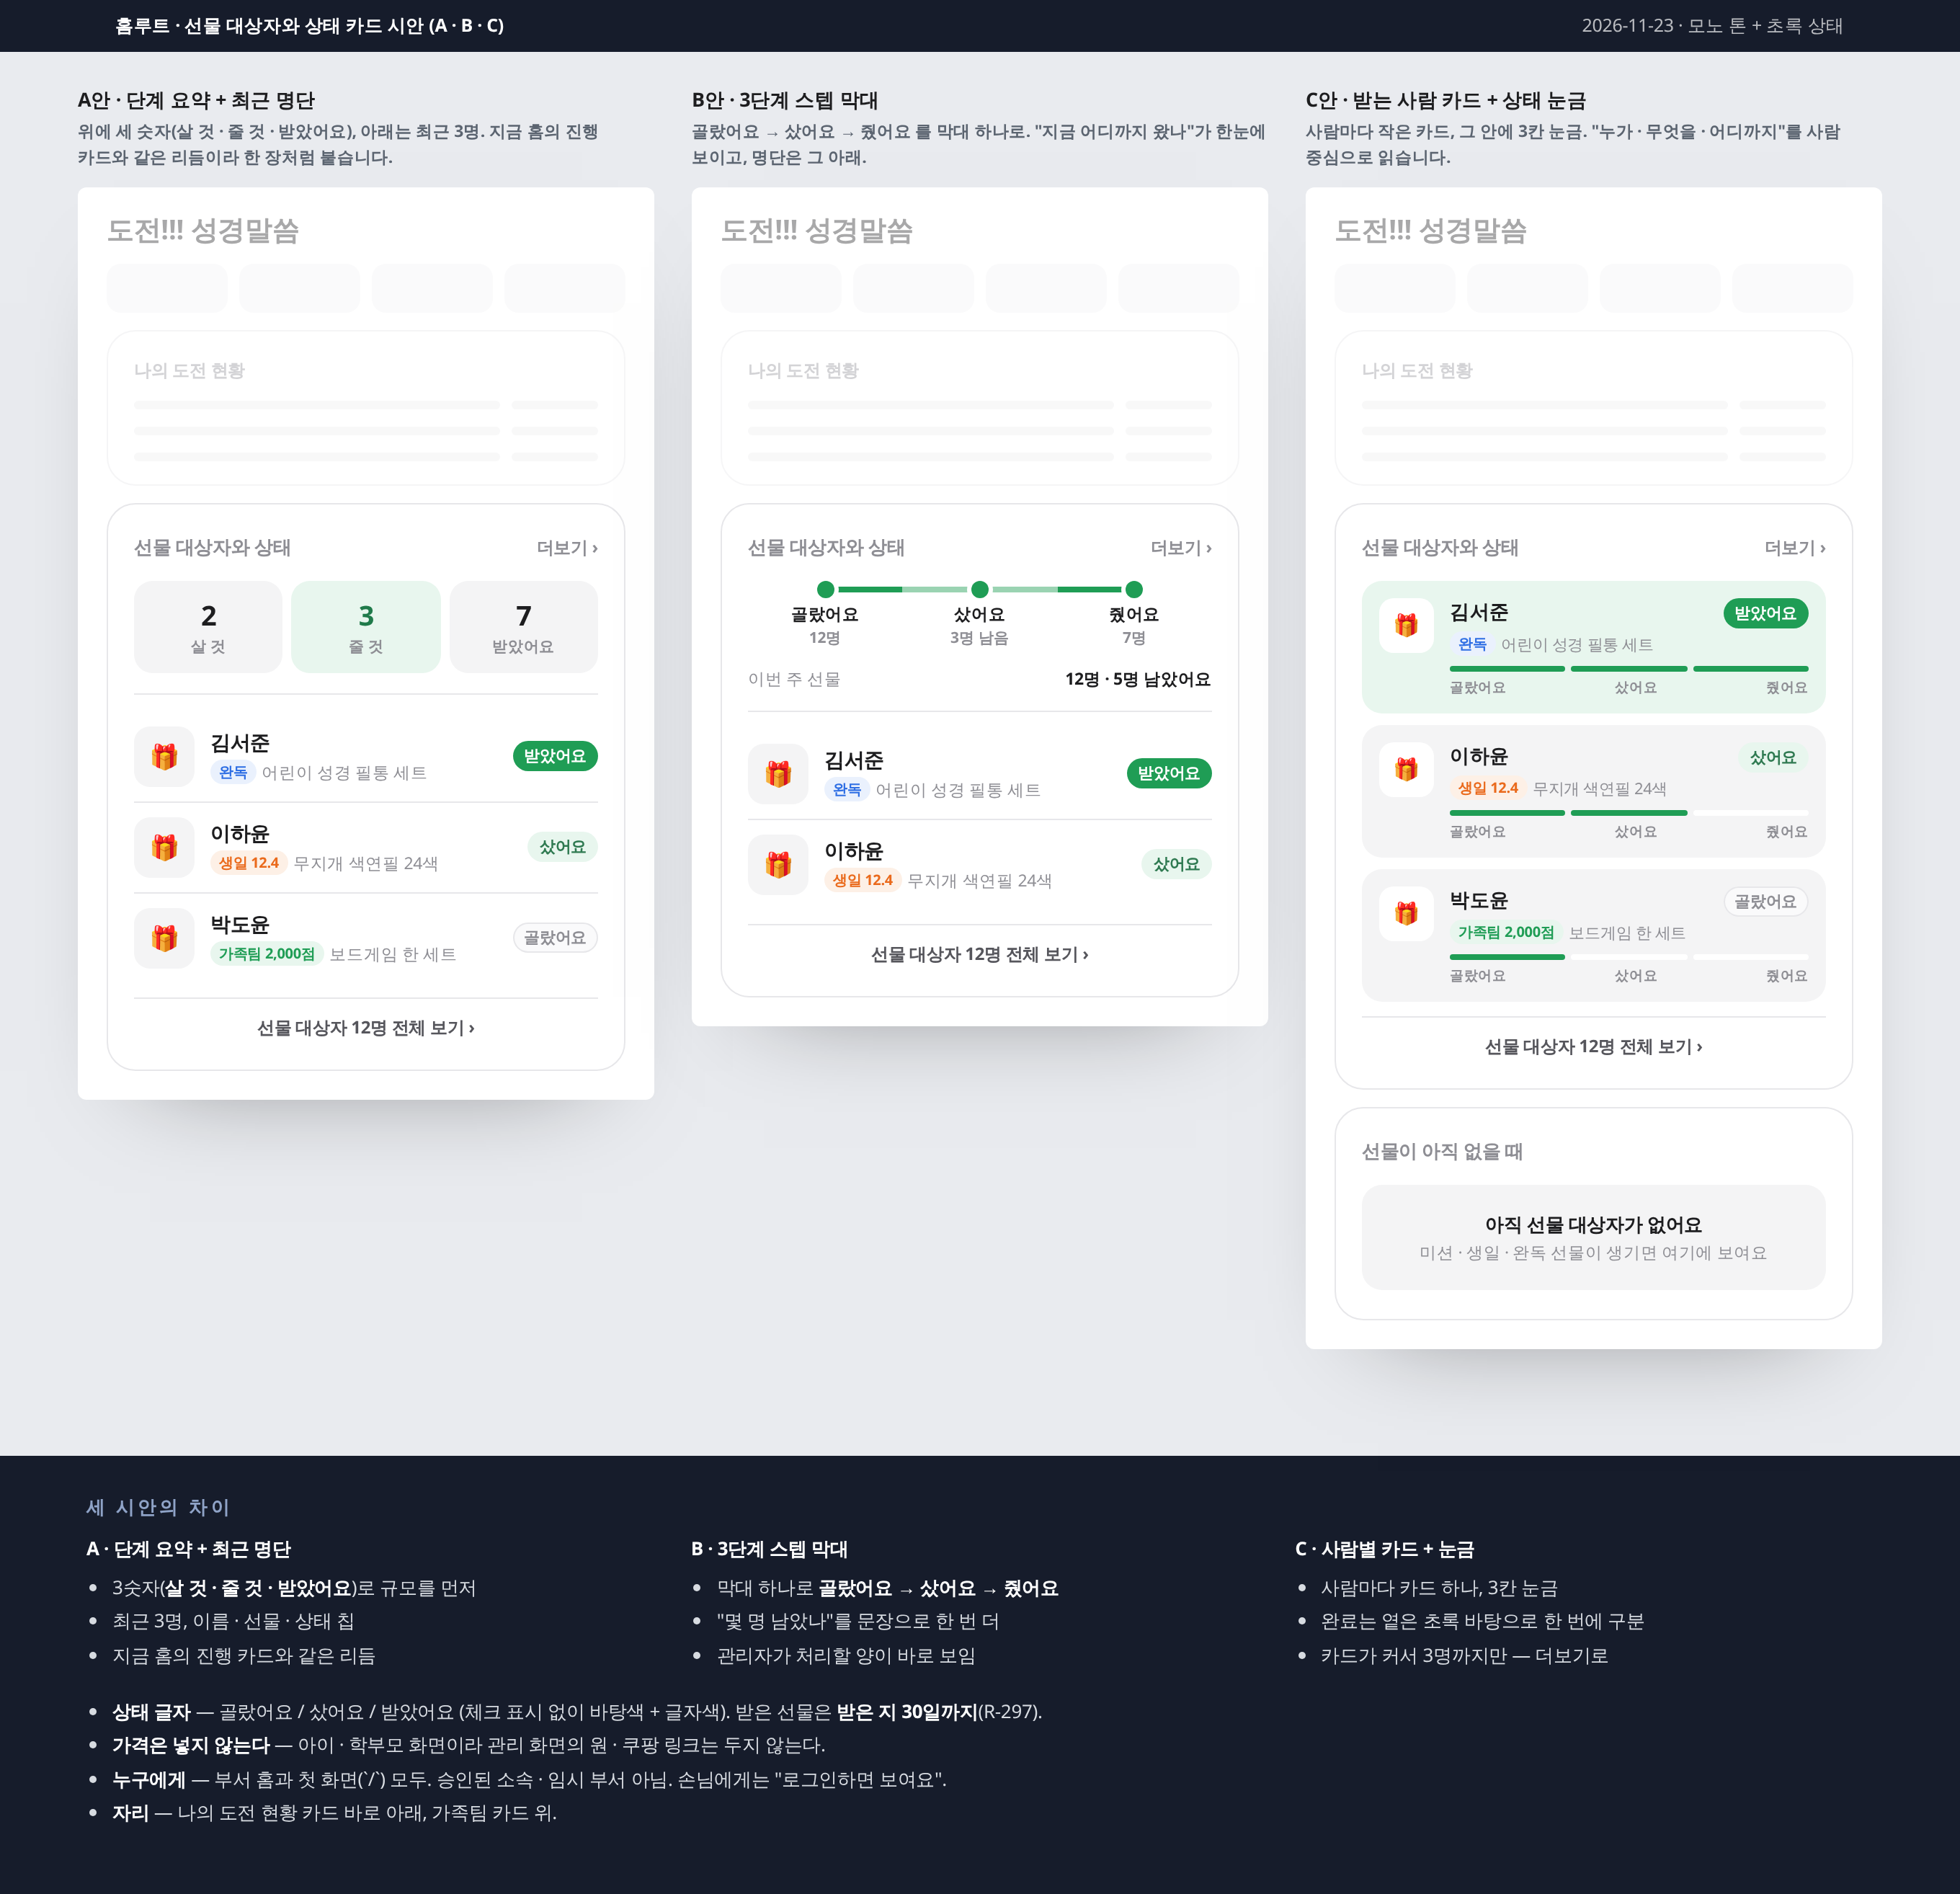 홈루트 · 선물 대상자와 상태 카드 시안 (A · B · C)
2026-11-23 · 모노 톤 + 초록 상태
A안 · 단계 요약 + 최근 명단
위에 세 숫자(살 것 · 줄 것 · 받았어요), 아래는 최근 3명. 지금 홈의 진행
카드와 같은 리듬이라 한 장처럼 붙습니다.
도전!!! 성경말씀
나의 도전 현황
선물 대상자와 상태
더보기 ›
2
살 것
3
줄 것
7
받았어요
김서준
완독 어린이 성경 필통 세트
받았어요
이하윤
생일 12.4 무지개 색연필 24색
샀어요
박도윤
가족팀 2,000점 보드게임 한 세트
골랐어요
선물 대상자 12명 전체 보기 ›
B안 · 3단계 스텝 막대
골랐어요 → 샀어요 → 줬어요 를 막대 하나로. "지금 어디까지 왔나"가 한눈에
보이고, 명단은 그 아래.
도전!!! 성경말씀
나의 도전 현황
선물 대상자와 상태
더보기 ›
골랐어요
12명
샀어요
3명 남음
줬어요
7명
이번 주 선물
12명 · 5명 남았어요
김서준
완독 어린이 성경 필통 세트
받았어요
이하윤
생일 12.4 무지개 색연필 24색
샀어요
선물 대상자 12명 전체 보기 ›
C안 · 받는 사람 카드 + 상태 눈금
사람마다 작은 카드, 그 안에 3칸 눈금. "누가 · 무엇을 · 어디까지"를 사람
중심으로 읽습니다.
도전!!! 성경말씀
나의 도전 현황
선물 대상자와 상태
더보기 ›
김서준
받았어요
완독 어린이 성경 필통 세트
골랐어요 샀어요 줬어요
이하윤
샀어요
생일 12.4 무지개 색연필 24색
골랐어요 샀어요 줬어요
박도윤
골랐어요
가족팀 2,000점 보드게임 한 세트
골랐어요 샀어요 줬어요
선물 대상자 12명 전체 보기 ›
선물이 아직 없을 때
아직 선물 대상자가 없어요
미션 · 생일 · 완독 선물이 생기면 여기에 보여요
세 시안의 차이
A · 단계 요약 + 최근 명단
• 3숫자(살 것 · 줄 것 · 받았어요)로 규모를 먼저
• 최근 3명, 이름 · 선물 · 상태 칩
• 지금 홈의 진행 카드와 같은 리듬
B · 3단계 스텝 막대
• 막대 하나로 골랐어요 → 샀어요 → 줬어요
• "몇 명 남았나"를 문장으로 한 번 더
• 관리자가 처리할 양이 바로 보임
C · 사람별 카드 + 눈금
• 사람마다 카드 하나, 3칸 눈금
• 완료는 옅은 초록 바탕으로 한 번에 구분
• 카드가 커서 3명까지만 — 더보기로
• 상태 글자 — 골랐어요 / 샀어요 / 받았어요 (체크 표시 없이 바탕색 + 글자색). 받은 선물은 받은 지 30일까지(R-297).
• 가격은 넣지 않는다 — 아이 · 학부모 화면이라 관리 화면의 원 · 쿠팡 링크는 두지 않는다.
• 누구에게 — 부서 홈과 첫 화면(`/`) 모두. 승인된 소속 · 임시 부서 아님. 손님에게는 "로그인하면 보여요".
• 자리 — 나의 도전 현황 카드 바로 아래, 가족팀 카드 위.